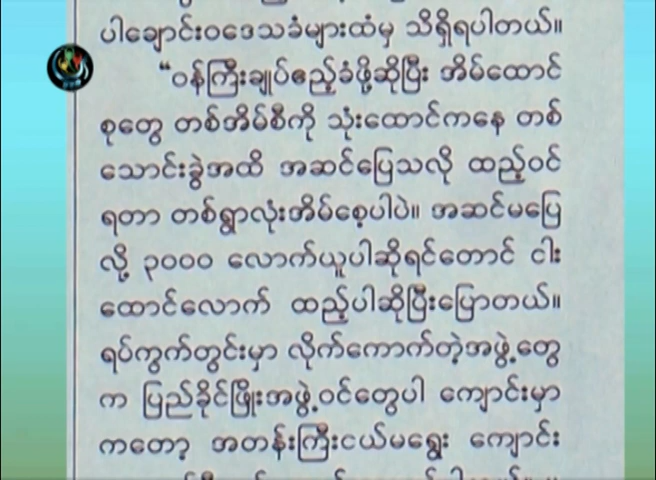 ပါချောင်းဝဒေသခံများထံမှ သိရှိရပါတယ်။
“ဝန်ကြီးချုပ်ဧည့်ခံဖို့ဆိုပြီး အိမ်ထောင်
စုတွေ တစ်အိမ်စီကို သုံးထောင်ကနေ တစ်
သောင်းခွဲအထိ အဆင်ပြေသလို ထည့်ဝင်
ရတာ တစ်ရွာလုံးအိမ်စေ့ပါပဲ။ အဆင်မပြေ
လို့ ၃၀၀၀ လောက်ယူပါဆိုရင်တောင် ငါး
ထောင်လောက် ထည့်ပါဆိုပြီးပြောတယ်။
ရပ်ကွက်တွင်းမှာ လိုက်ကောက်တဲ့အဖွဲ့တွေ
က ပြည်ခိုင်ဖြိုးအဖွဲ့ဝင်တွေပါ ကျောင်းမှာ
ကတော့ အတန်းကြီးငယ်မရွေး ကျောင်း